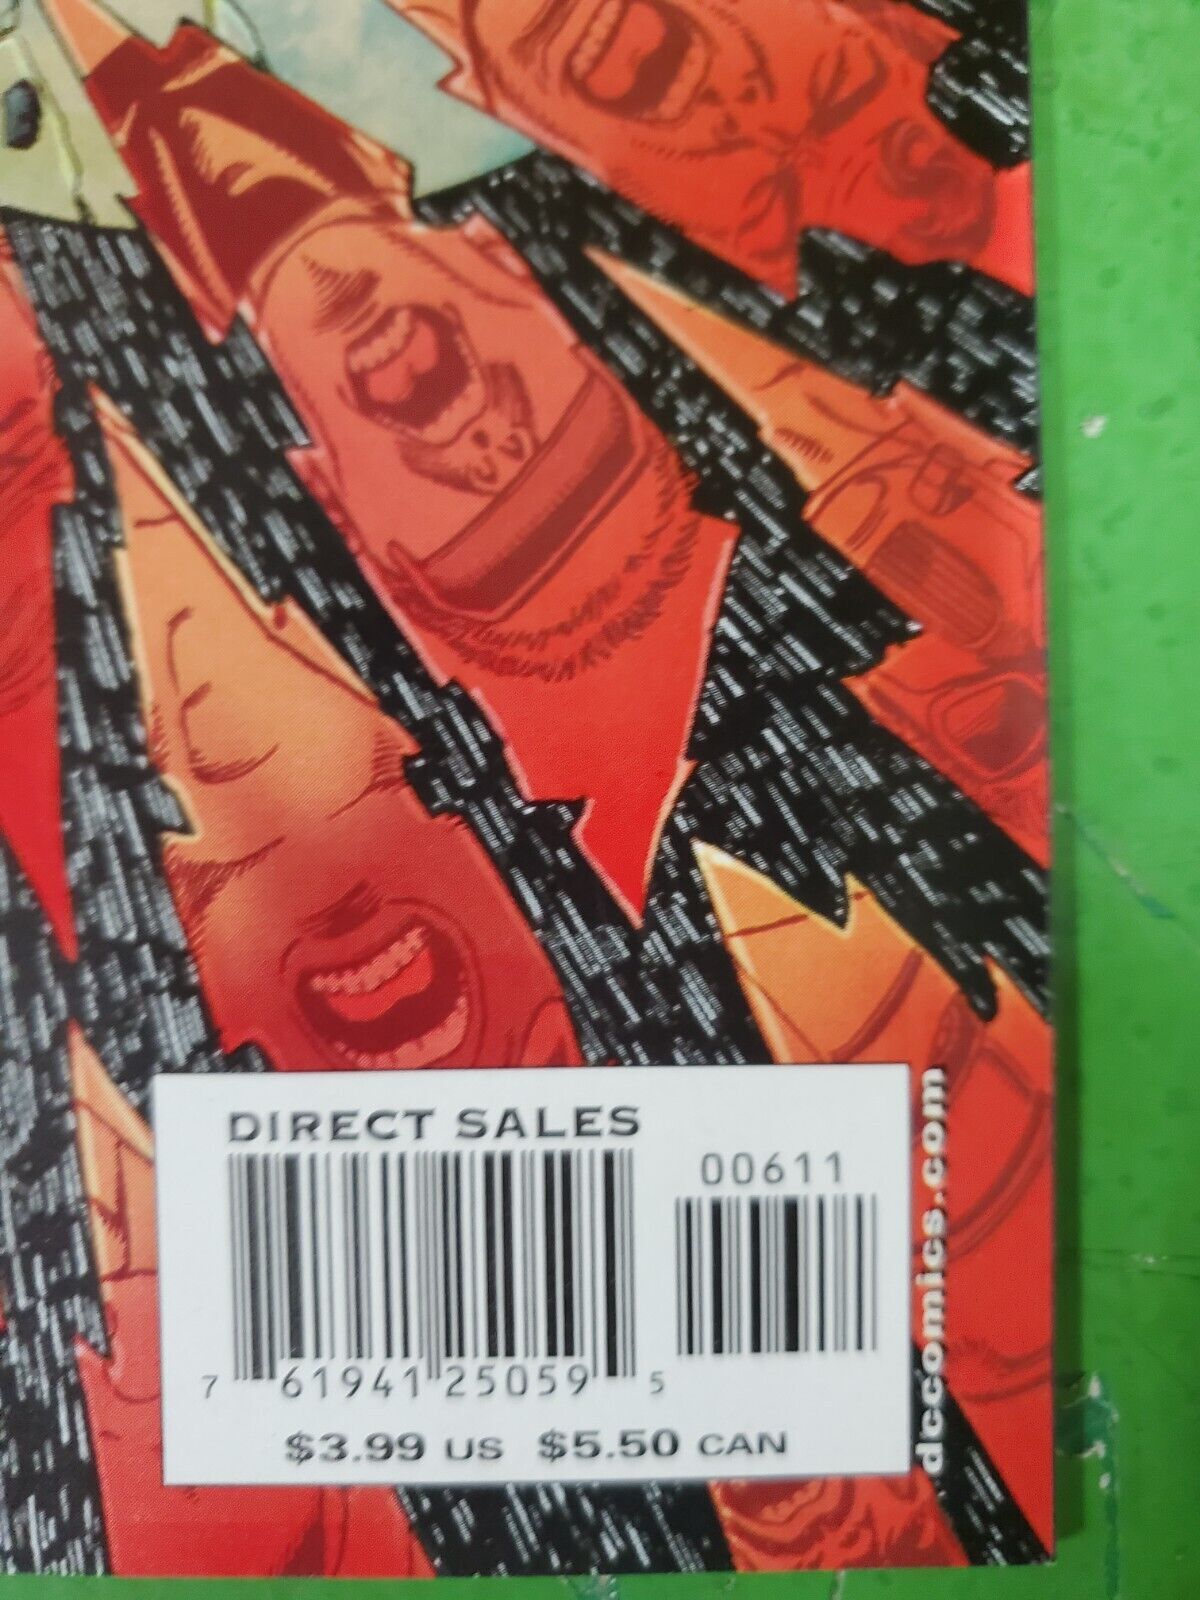 DIRECT SALES
00611
7 61941 25059 5
$3.99 US $5.50 CAN
dccomics.com